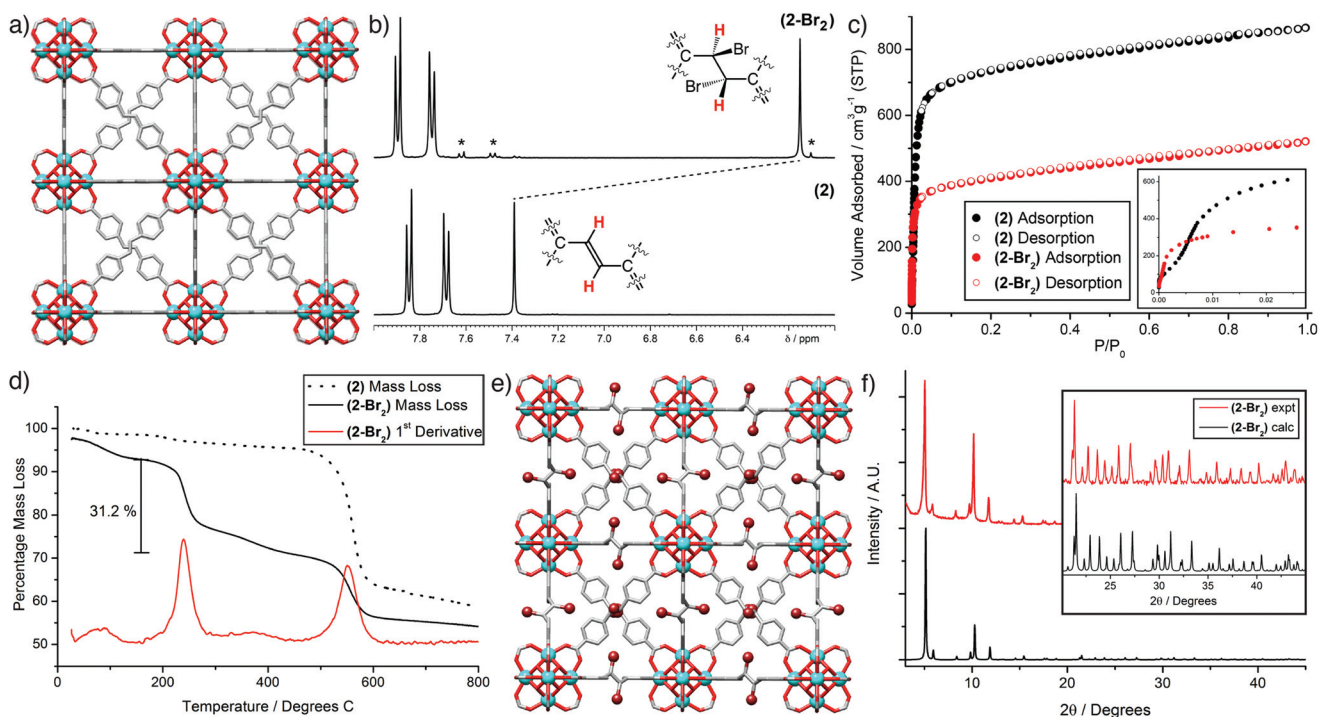 a)
b)
(2-Br₂)
H
Br
Br
H
*
*
*
(2)
H
H
7.8
7.6
7.4
7.2
7.0
6.8
6.6
6.4
δ / ppm
c)
Volume Adsorbed / cm³g⁻¹ (STP)
800
600
400
200
0
0.0
0.2
0.4
0.6
0.8
1.0
P/P₀
(2) Adsorption
(2) Desorption
(2-Br₂) Adsorption
(2-Br₂) Desorption
600
400
200
0
0.00
0.01
0.02
d)
(2) Mass Loss
(2-Br₂) Mass Loss
(2-Br₂) 1st Derivative
Percentage Mass Loss
100
90
80
70
60
50
31.2 %
0
200
400
600
800
Temperature / Degrees C
e)
f)
Intensity / A.U.
10
20
30
40
2θ / Degrees
(2-Br₂) expt
(2-Br₂) calc
25
30
35
40
2θ / Degrees